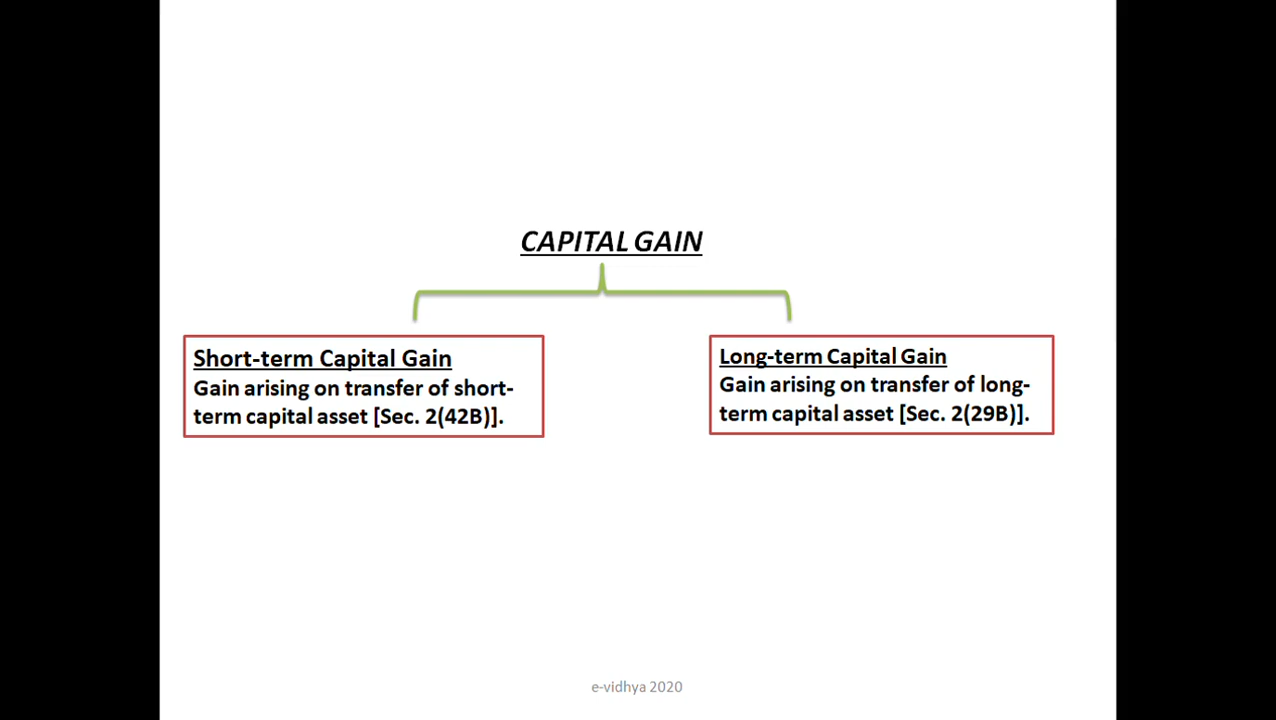 CAPITAL GAIN
Short-term Capital Gain
Gain arising on transfer of short-
term capital asset [Sec. 2(42B)].
Long-term Capital Gain
Gain arising on transfer of long-
term capital asset [Sec. 2(29B)].
e-vidhya 2020